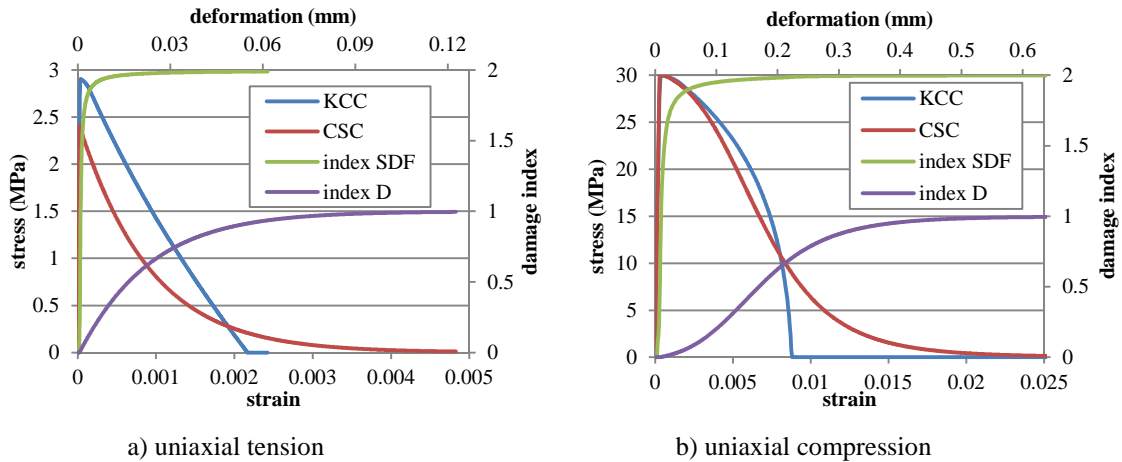 deformation (mm)
0 0.03 0.06 0.09 0.12
3
2.5
2
1.5
1
0.5
0
stress (MPa)
KCC
CSC
index SDF
index D
2
1.5
1
0.5
0
damage index
0 0.001 0.002 0.003 0.004 0.005
strain
a) uniaxial tension
deformation (mm)
0 0.1 0.2 0.3 0.4 0.5 0.6
30
25
20
15
10
5
0
stress (MPa)
KCC
CSC
index SDF
index D
2
1.5
1
0.5
0
damage index
0 0.005 0.01 0.015 0.02 0.025
strain
b) uniaxial compression